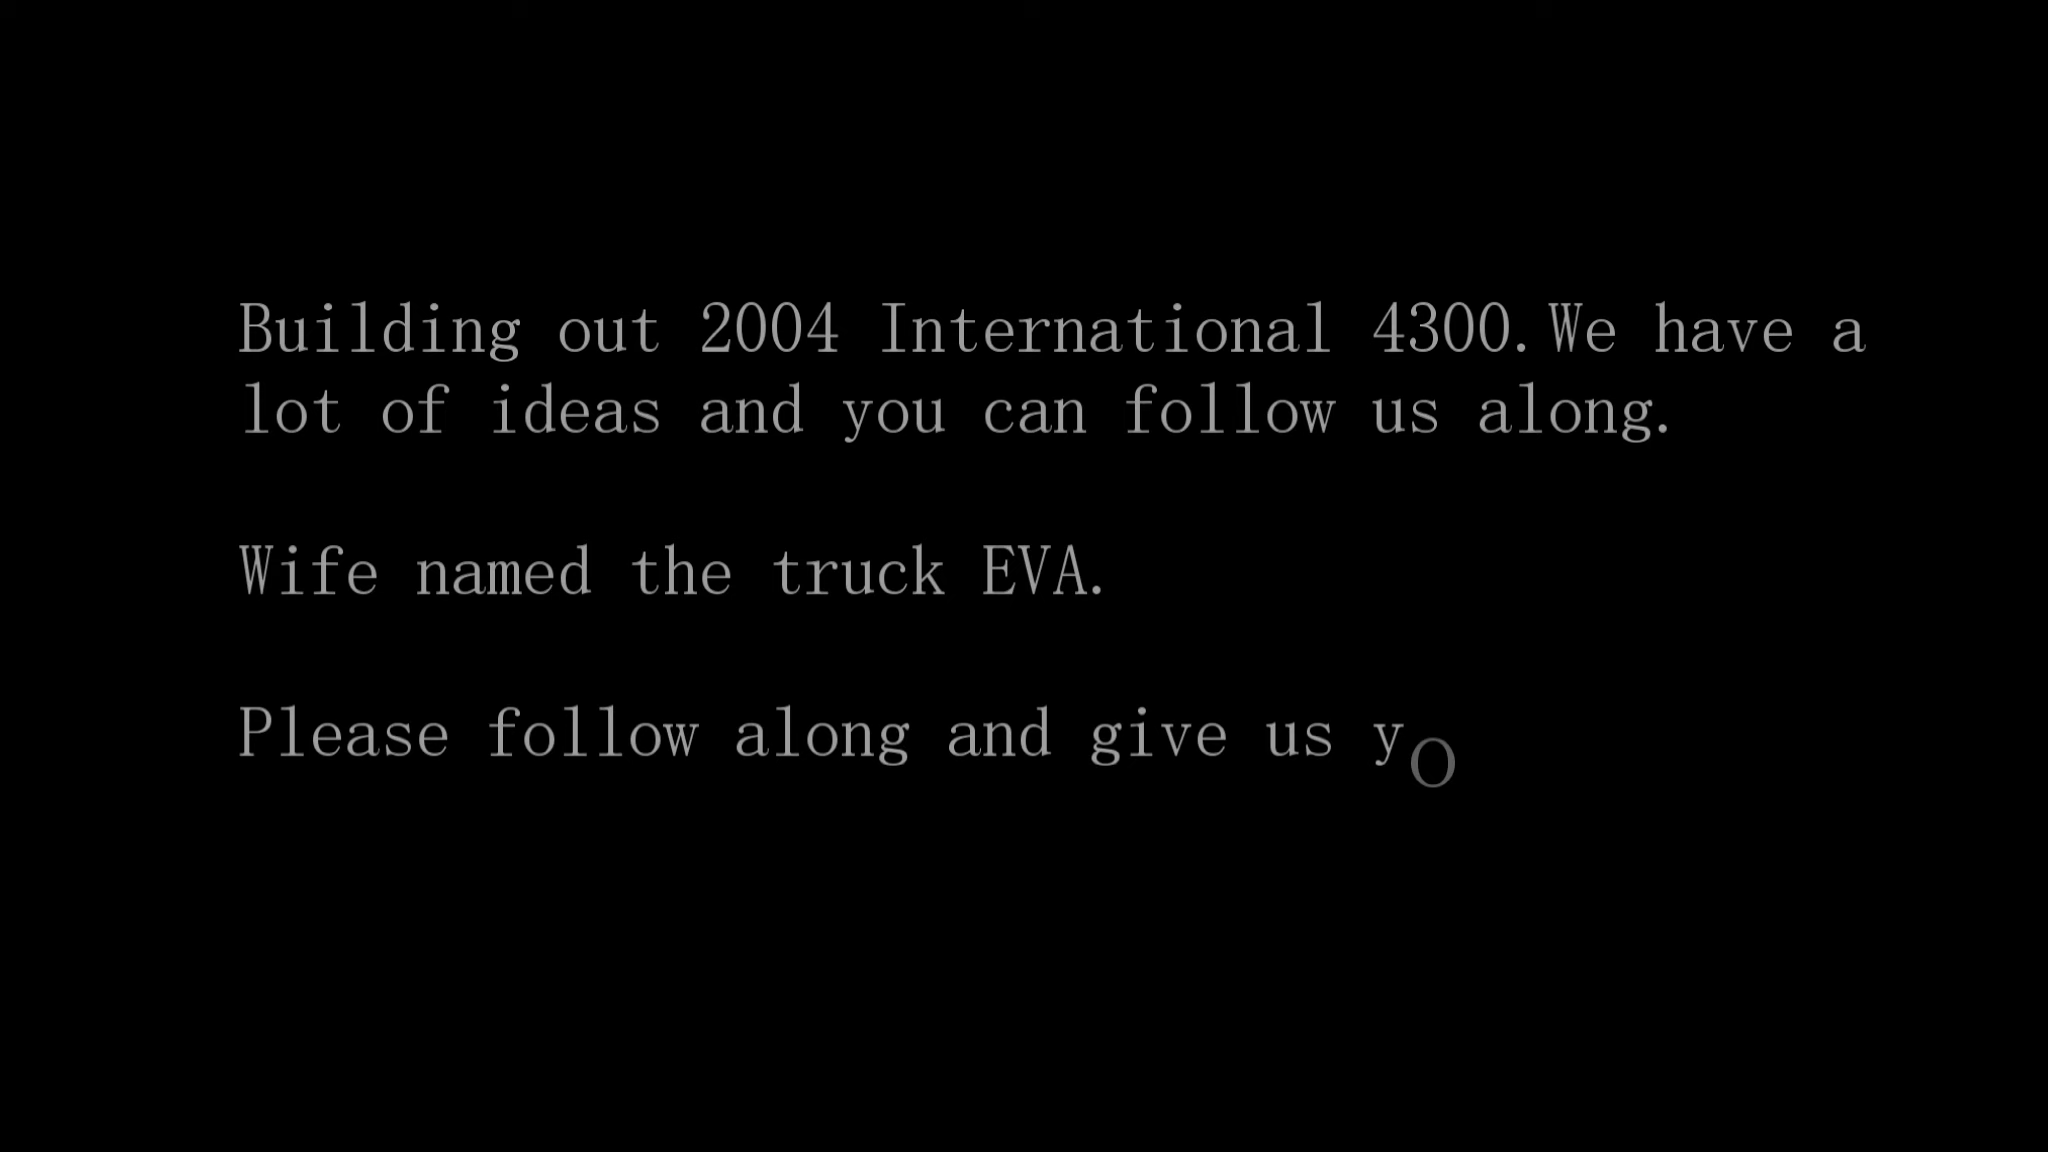 Building out 2004 International 4300.We have a
lot of ideas and you can follow us along.
Wife named the truck EVA.
Please follow along and give us yo